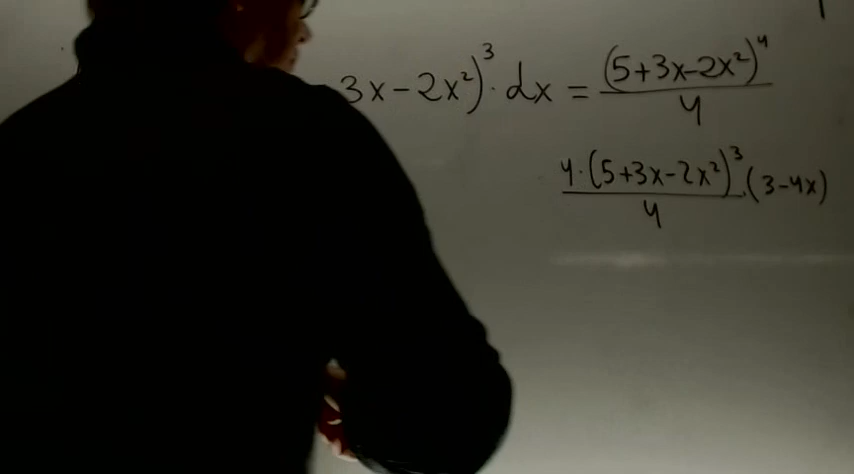 3x-2x²)³· dx = (5+3x-2x²)⁴/4
4·(5+3x-2x²)³/4 ·(3-4x)